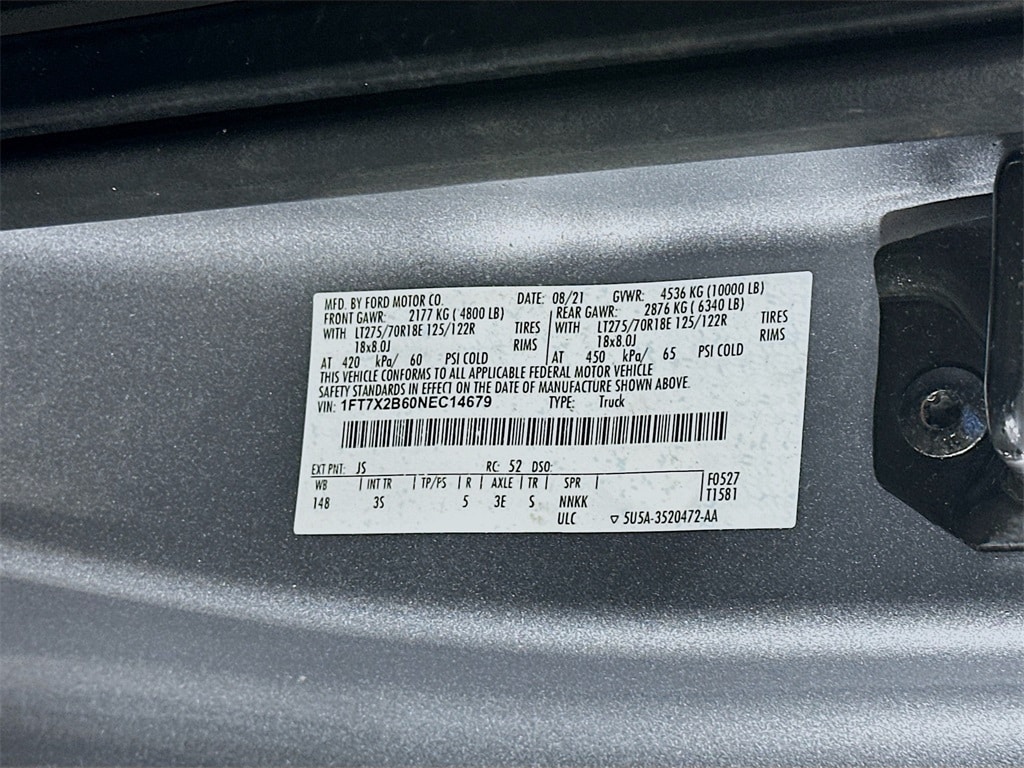 MFD. BY FORD MOTOR CO. DATE: 08/21 GVWR: 4536 KG (10000 LB)
FRONT GAWR: 2177 KG ( 4800 LB) REAR GAWR: 2876 KG ( 6340 LB)
WITH LT275/70R18E 125/122R TIRES WITH LT275/70R18E 125/122R TIRES
18x8.0J RIMS 18x8.0J RIMS
AT 420 kPa/ 60 PSI COLD AT 450 kPa/ 65 PSI COLD
THIS VEHICLE CONFORMS TO ALL APPLICABLE FEDERAL MOTOR VEHICLE
SAFETY STANDARDS IN EFFECT ON THE DATE OF MANUFACTURE SHOWN ABOVE.
VIN: 1FT7X2B60NEC14679 TYPE: Truck
EXT PNT: JS RC: 52 DSO:
WB INT TR TP/PS R AXLE TR SPR F0527
148 3S 5 3E S NNKK T1581
ULC ▽ 5U5A-3520472-AA